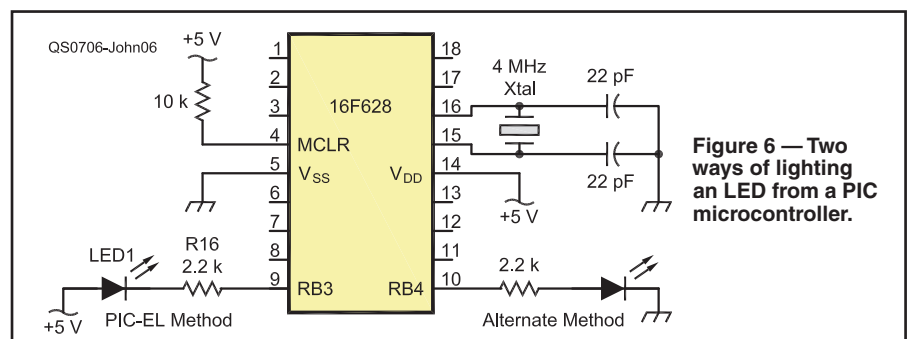 QS0706-John06
+5 V
10 k
1
2
3
4
5
6
7
8
9
MCLR
VSS
RB3
16F628
VDD
RB4
18
17
16
15
14
13
12
11
10
4 MHz
Xtal
22 pF
22 pF
+5 V
LED1
R16
2.2 k
+5 V
PIC-EL Method
2.2 k
Alternate Method
Figure 6 — Two
ways of lighting
an LED from a PIC
microcontroller.